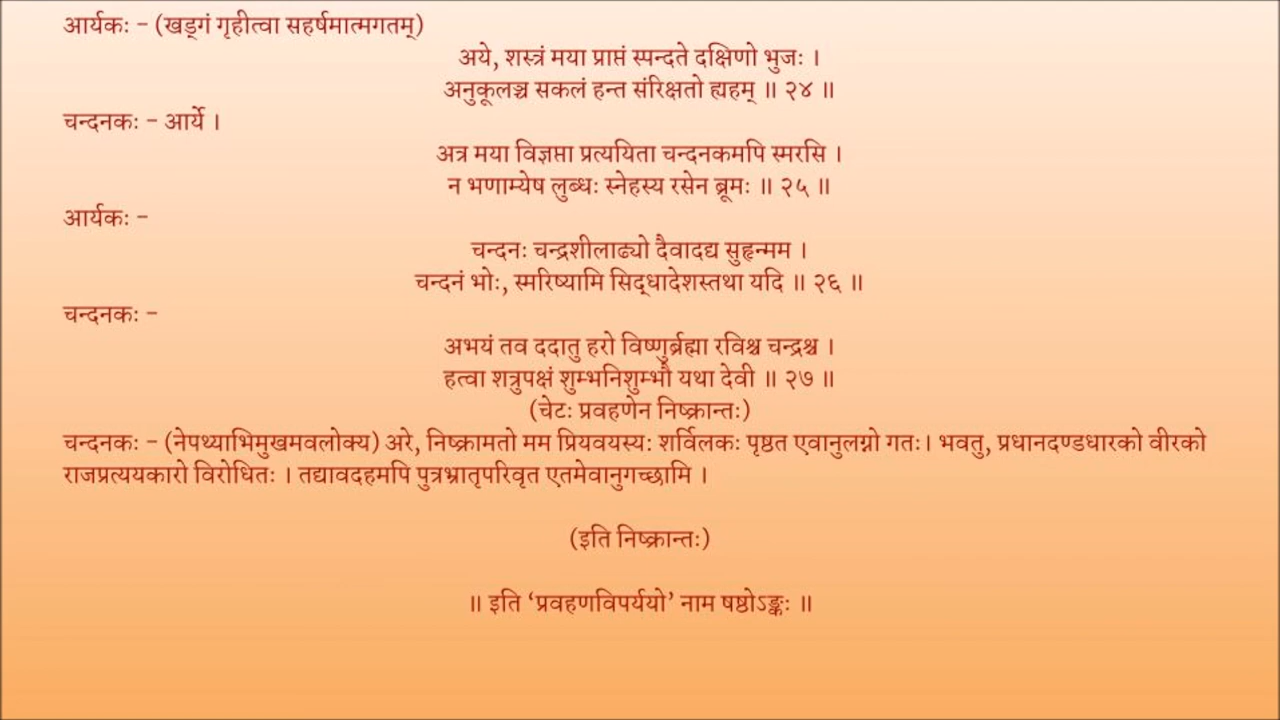 आर्यकः - (खड्गं गृहीत्वा सहर्षमात्मगतम्)
अये, शस्त्रं मया प्राप्तं स्पन्दते दक्षिणो भुजः ।
अनुकूलञ्च सकलं हन्त संरिक्षतो ह्यहम् ॥ २४ ॥
चन्दनकः - आर्ये ।
अत्र मया विज्ञप्ता प्रत्ययिता चन्दनकमपि स्मरसि ।
न भणाम्येष लुब्धः स्नेहस्य रसेन ब्रूमः ॥ २५ ॥
आर्यकः -
चन्दनः चन्द्रशीलाढ्यो दैवादद्य सुहृन्मम ।
चन्दनं भोः, स्मरिष्यामि सिद्धादेशस्तथा यदि ॥ २६ ॥
चन्दनकः -
अभयं तव ददातु हरो विष्णुर्ब्रह्मा रविश्च चन्द्रश्च ।
हत्वा शत्रुपक्षं शुम्भनिशुम्भौ यथा देवी ॥ २७ ॥
(चेटः प्रवहणेन निष्क्रान्तः)
चन्दनकः - (नेपथ्याभिमुखमवलोक्य) अरे, निष्क्रामतो मम प्रियवयस्य: शर्विलकः पृष्ठत एवानुलग्नो गतः। भवतु, प्रधानदण्डधारको वीरको
राजप्रत्ययकारो विरोधितः । तद्यावदहमपि पुत्रभ्रातृपरिवृत एतमेवानुगच्छामि ।
(इति निष्क्रान्तः)
॥ इति ‘प्रवहणविपर्ययो’ नाम षष्ठोऽङ्कः ॥